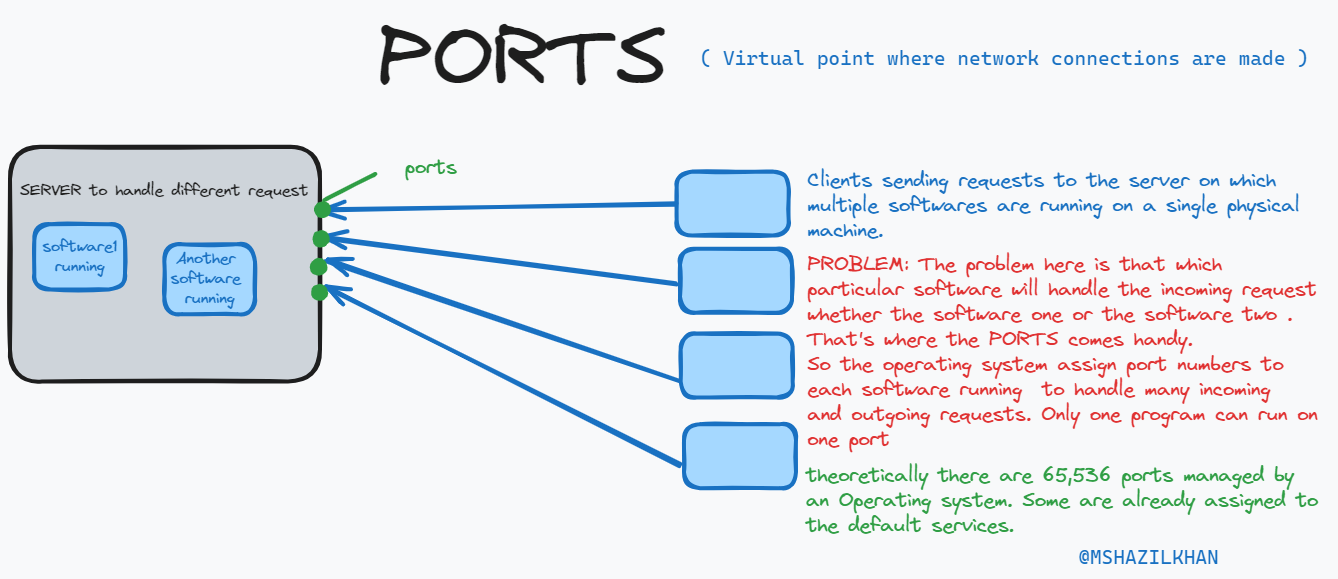 PORTS
( Virtual point where network connections are made )
ports
SERVER to handle different request
software1
running
Another
software
running
Clients sending requests to the server on which
multiple softwares are running on a single physical
machine.
PROBLEM: The problem here is that which
particular software will handle the incoming request
whether the software one or the software two .
That's where the PORTS comes handy.
So the operating system assign port numbers to
each software running to handle many incoming
and outgoing requests. Only one program can run on
one port
theoretically there are 65,536 ports managed by
an Operating system. Some are already assigned to
the default services.
@MSHAZILKHAN